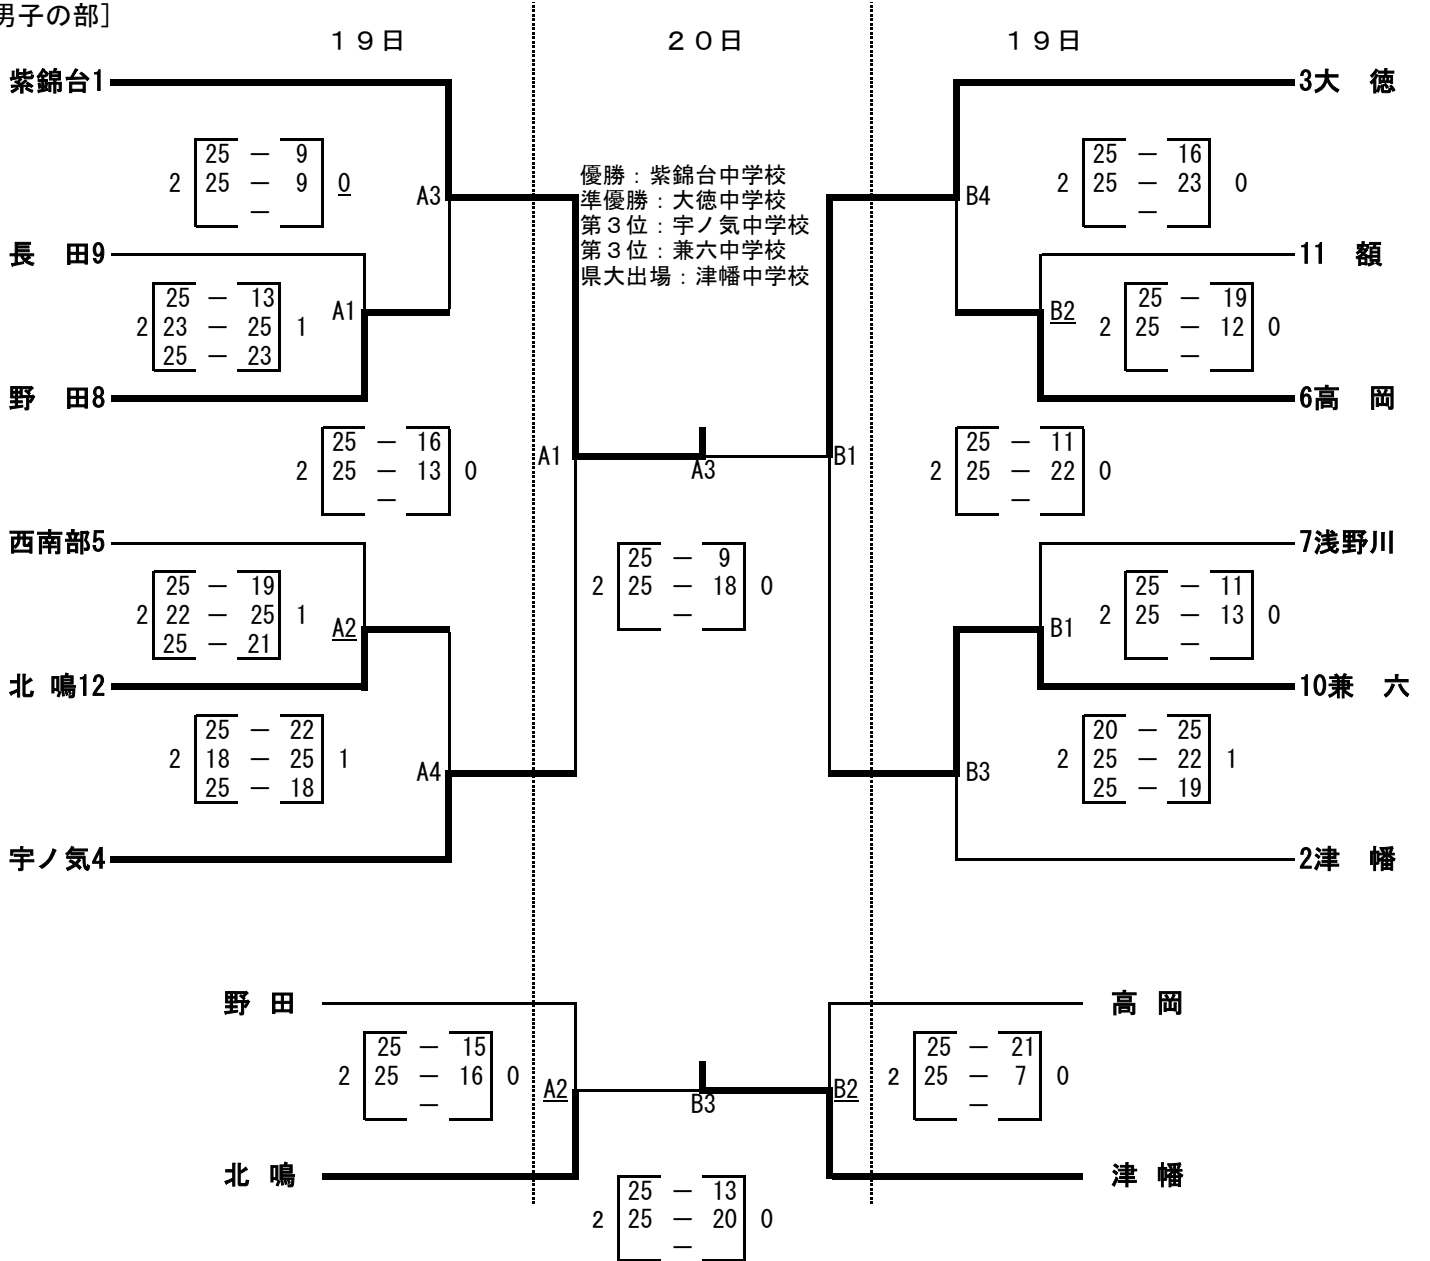 男子の部]
１９日 ２０日 １９日
紫錦台1 3大　徳
25 － 9
2 25 － 9 0
－
A3
優勝：紫錦台中学校
準優勝：大徳中学校
第３位：宇ノ気中学校
第３位：兼六中学校
県大出場：津幡中学校
B4
25 － 16
2 25 － 23 0
－
長　田9 11　額
25 － 13
2 23 － 25 1
25 － 23
A1
B2
25 － 19
2 25 － 12 0
－
野　田8 6高　岡
25 － 16
2 25 － 13 0
－
A1 A3 B1
25 － 11
2 25 － 22 0
－
西南部5 7浅野川
25 － 19
2 22 － 25 1
25 － 21
A2
25 － 9
2 25 － 18 0
－
B1
25 － 11
2 25 － 13 0
－
北 鳴12 10兼　六
25 － 22
2 18 － 25 1
25 － 18
A4
B3
20 － 25
2 25 － 22 1
25 － 19
宇ノ気4 2津　幡
野 田 高 岡
25 － 15
2 25 － 16 0
－
A2 B3 B2
25 － 21
2 25 － 7 0
－
北 鳴 津 幡
25 － 13
2 25 － 20 0
－